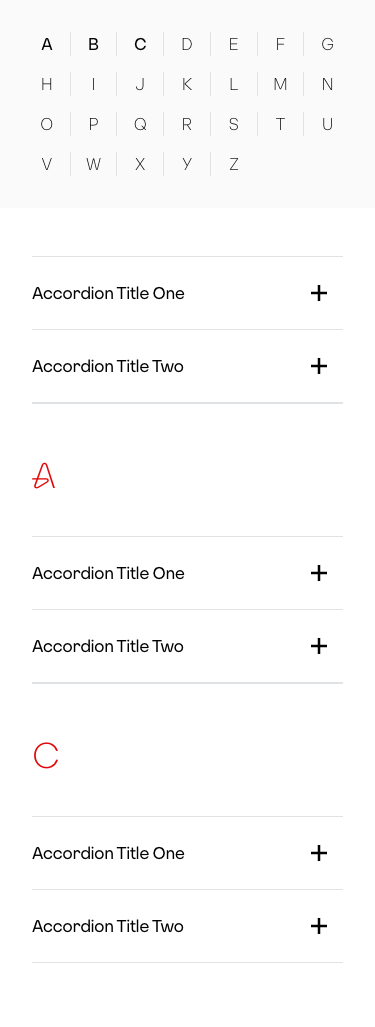 A B C D E F G
H I J K L M N
O P Q R S T U
V W X Y Z
Accordion Title One
Accordion Title Two
A
Accordion Title One
Accordion Title Two
C
Accordion Title One
Accordion Title Two